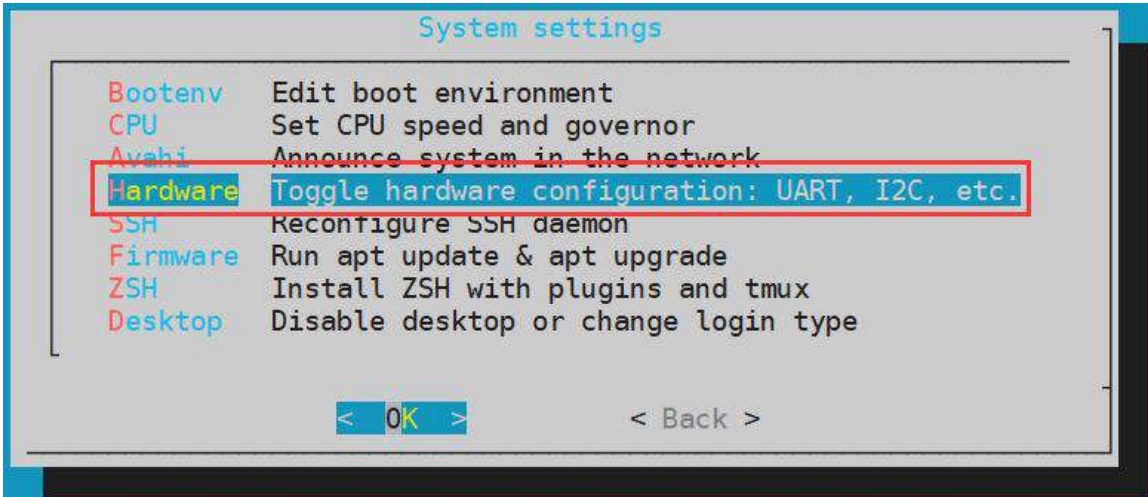 System settings
Bootenv Edit boot environment
CPU Set CPU speed and governor
Avahi Announce system in the network
Hardware Toggle hardware configuration: UART, I2C, etc.
SSH Reconfigure SSH daemon
Firmware Run apt update & apt upgrade
ZSH Install ZSH with plugins and tmux
Desktop Disable desktop or change login type
< OK > < Back >